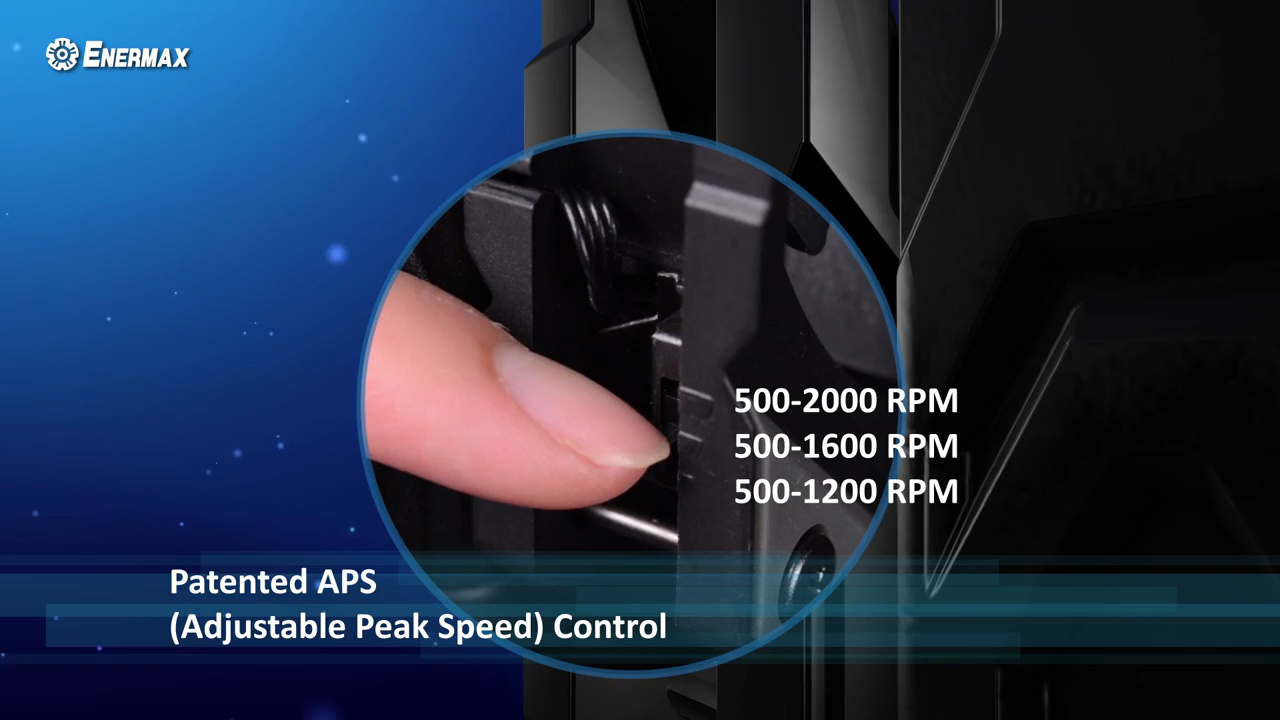 ENERMAX
500-2000 RPM
500-1600 RPM
500-1200 RPM
Patented APS
(Adjustable Peak Speed) Control